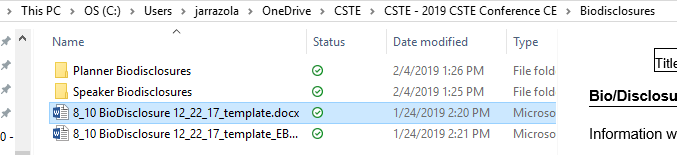 This PC > OS (C:) > Users > jarrazola > OneDrive > CSTE > CSTE - 2019 CSTE Conference CE > Biodisclosures
Name Status Date modified Type
Planner Biodisclosures 2/4/2019 1:26 PM File fold
Speaker Biodisclosures 2/4/2019 1:25 PM File fold
8_10 BioDisclosure 12_22_17_template.docx 1/24/2019 2:20 PM Microso
8_10 BioDisclosure 12_22_17_template_EB... 1/24/2019 2:21 PM Microso
0 -
Title
Bio/Disclosu
Information w